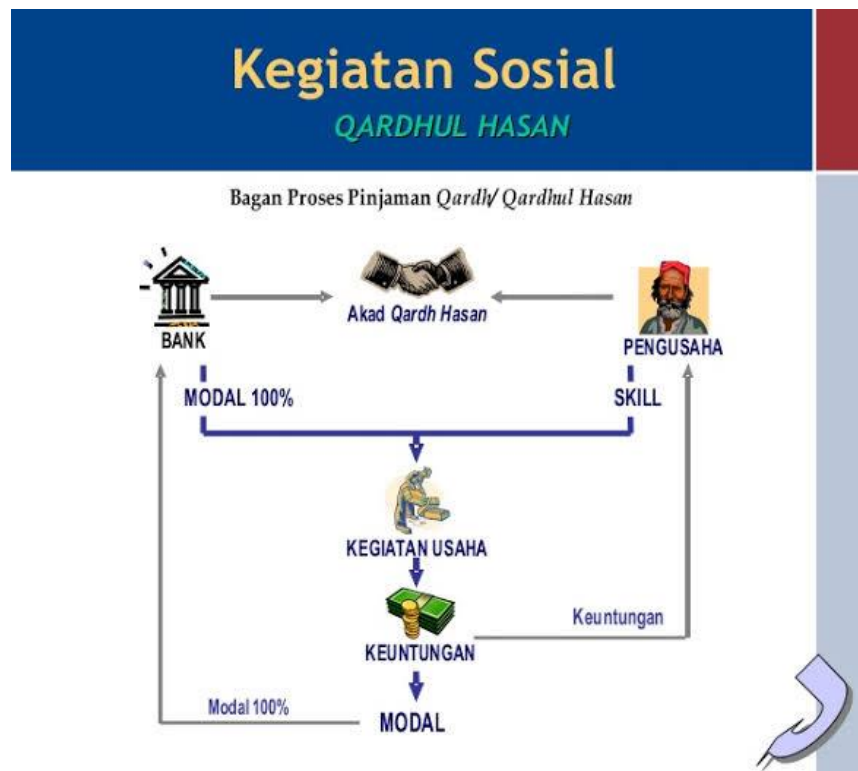 Kegiatan Sosial
QARDHUL HASAN
Bagan Proses Pinjaman Qardh/ Qardhul Hasan
Akad Qardh Hasan
BANK
PENGUSAHA
MODAL 100%
SKILL
KEGIATAN USAHA
Keuntungan
KEUNTUNGAN
Modal 100%
MODAL